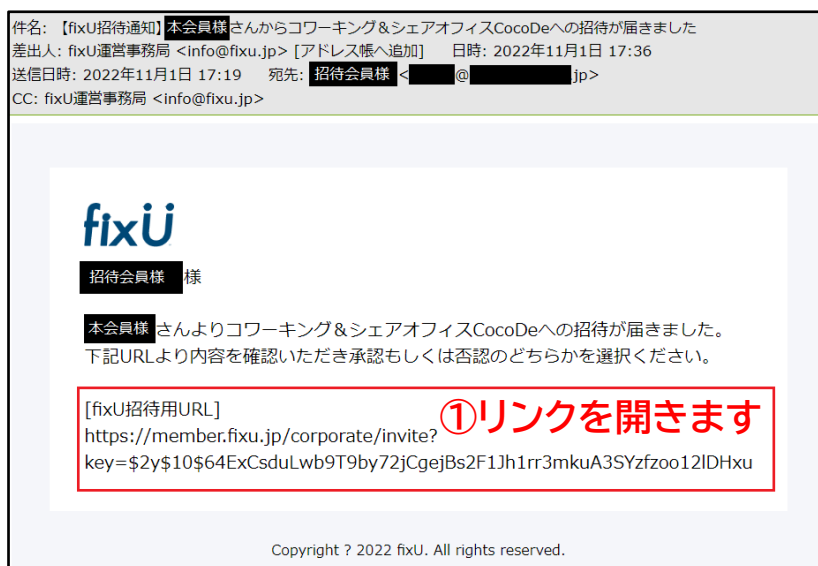 件名: 【fixU招待通知】本会員様さんからコワーキング＆シェアオフィスCocoDeへの招待が届きました
差出人: fixU運営事務局 <info@fixu.jp> [アドレス帳へ追加] 日時: 2022年11月1日 17:36
送信日時: 2022年11月1日 17:19 宛先: 招待会員様 < @ .jp>
CC: fixU運営事務局 <info@fixu.jp>
fixU
招待会員様 様
本会員様 さんよりコワーキング＆シェアオフィスCocoDeへの招待が届きました。
下記URLより内容を確認いただき承認もしくは否認のどちらかを選択ください。
[fixU招待用URL]
①リンクを開きます
https://member.fixu.jp/corporate/invite?
key=$2y$10$64ExCsduLwb9T9by72jCgejBs2F1Jh1rr3mkuA3SYzfzoo12lDHxu
Copyright ? 2022 fixU. All rights reserved.